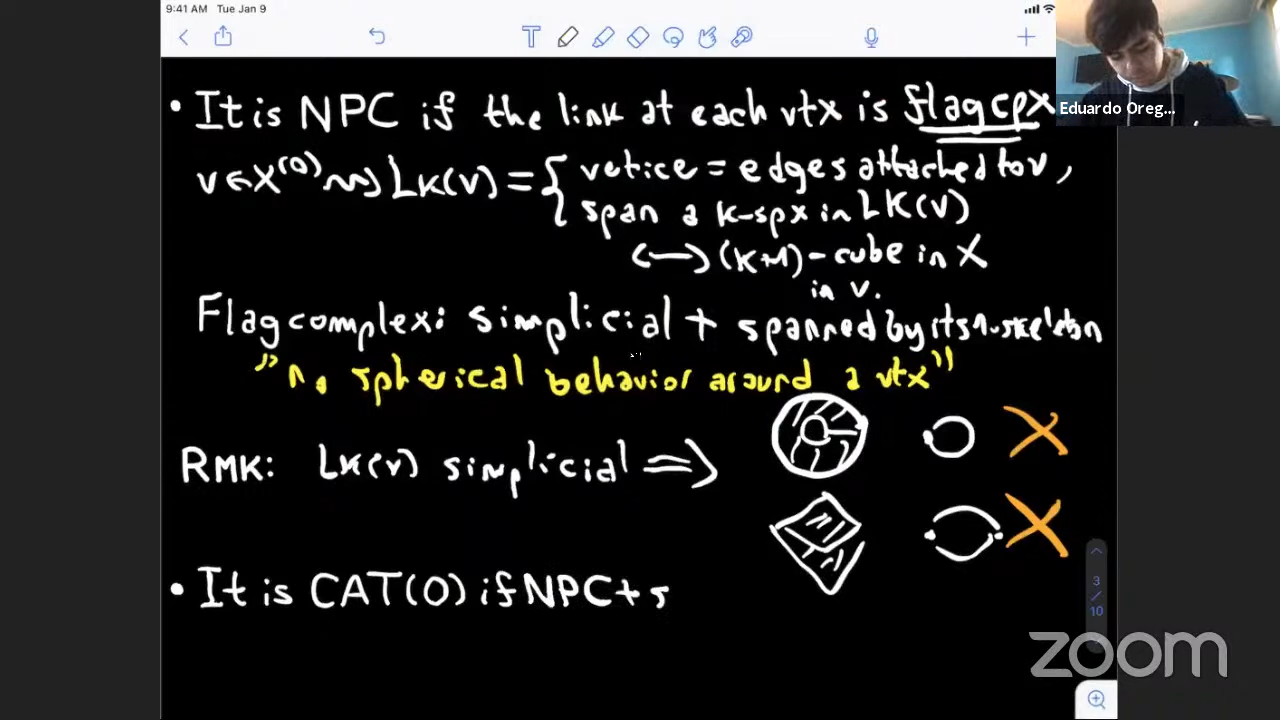 9:41 AM Tue Jan 9
• It is NPC if the link at each vtx is flag cpx
Eduardo Oreg...
v ∈ X⁽⁰⁾ ⇝ LK(v) = { vetice = edges attached to v,
span a k-spx in LK(v)
⟷ (k+1)-cube in X
in v.
Flag complex: simplicial + spanned by its 1-skeleton
"no spherical behavior around a vtx"
RMK: LK(v) simplicial ⟹
• It is CAT(0) if NPC + s
3
/
10
zoom